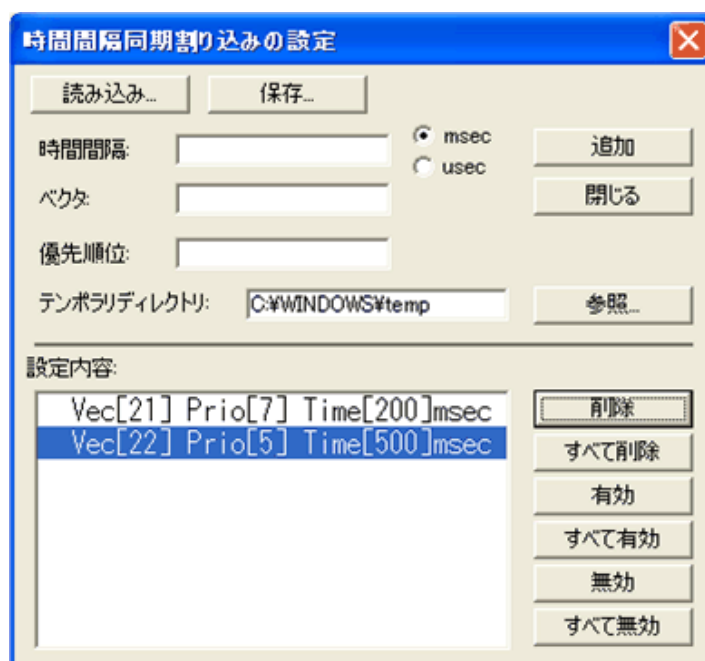 時間間隔同期割り込みの設定
読み込み... 保存...
時間間隔: msec 追加
usec
ベクタ: 閉じる
優先順位:
テンポラリディレクトリ: C:¥WINDOWS¥temp 参照...
設定内容:
Vec[21] Prio[7] Time[200]msec 削除
Vec[22] Prio[5] Time[500]msec すべて削除
有効
すべて有効
無効
すべて無効